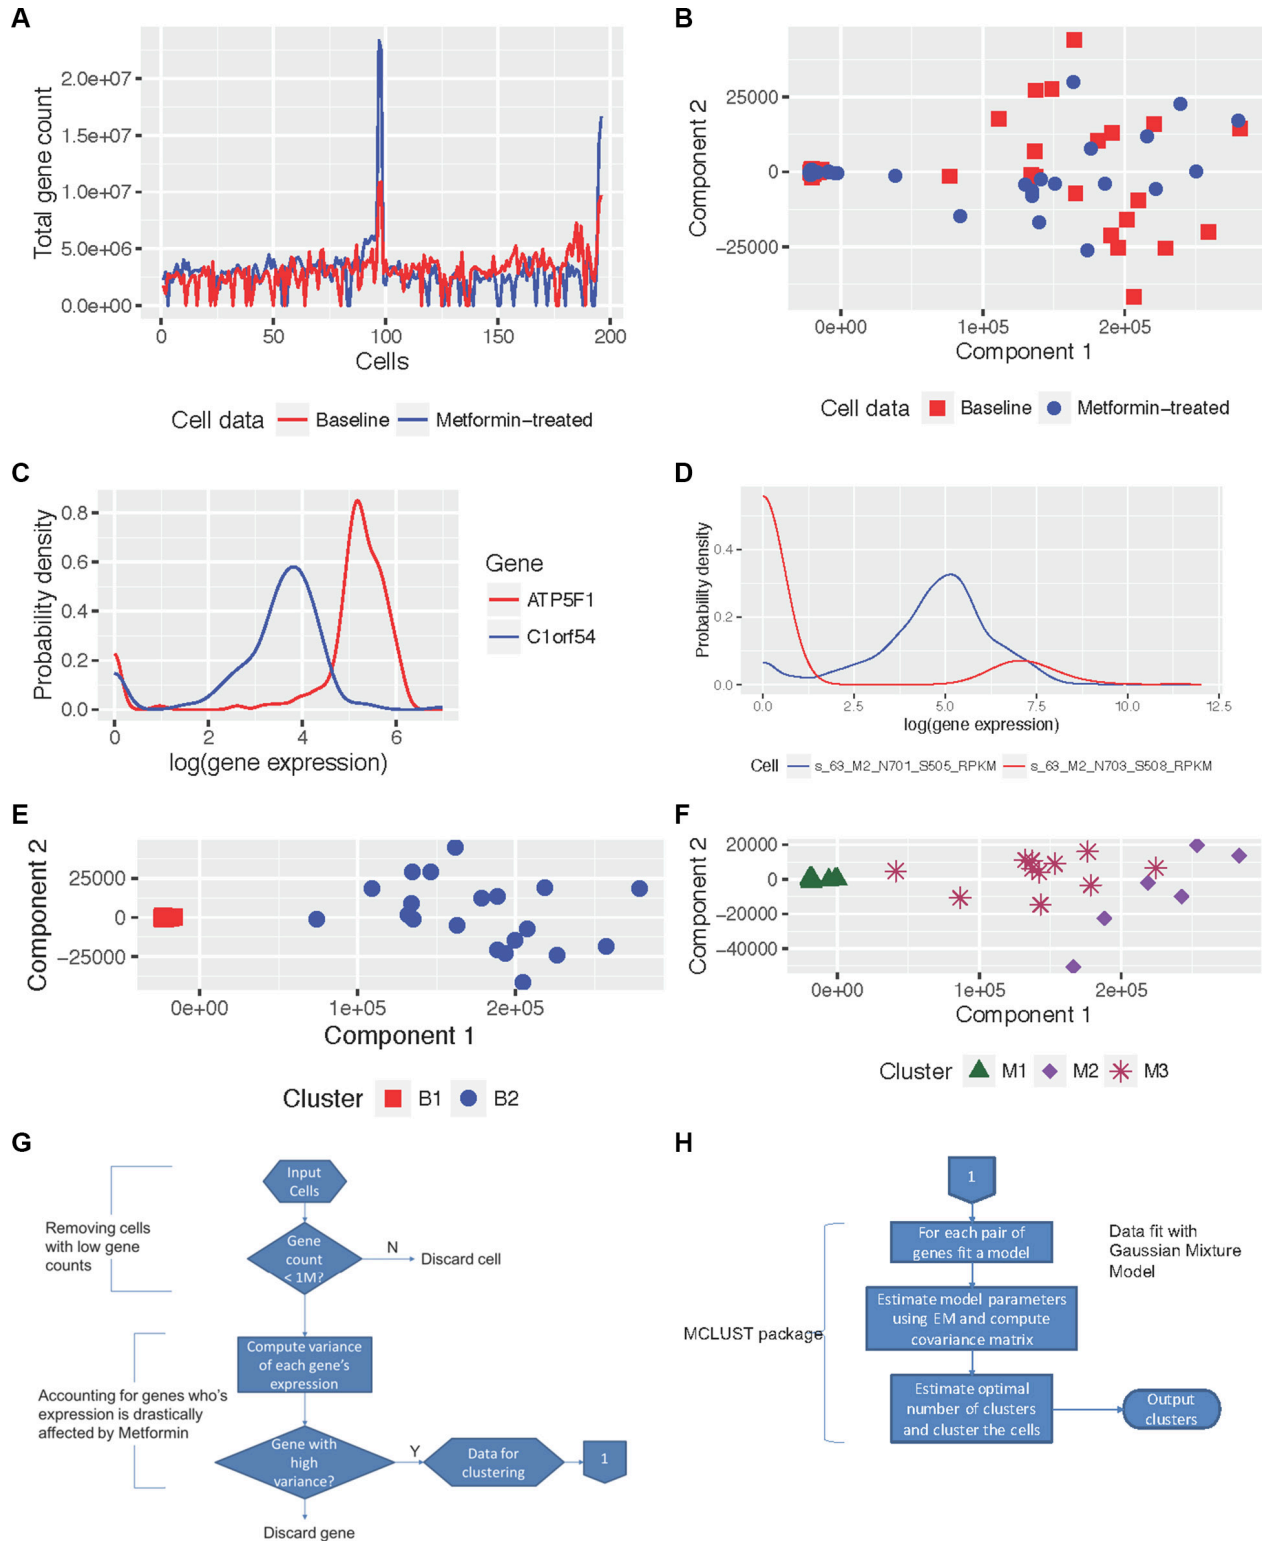 A
Total gene count
2.0e+07
1.5e+07
1.0e+07
5.0e+06
0.0e+00
0
50
100
150
200
Cells
Cell data
Baseline
Metformin-treated
B
Component 2
25000
0
-25000
0e+00
1e+05
2e+05
Component 1
Cell data
Baseline
Metformin-treated
C
Probability density
0.8
0.6
0.4
0.2
0.0
0
2
4
6
log(gene expression)
Gene
ATP5F1
C1orf54
D
Probability density
0.4
0.2
0.0
0.0
2.5
5.0
7.5
10.0
12.5
log(gene expression)
Cell
s_63_M2_N701_S505_RPKM
s_63_M2_N703_S508_RPKM
E
Component 2
25000
0
-25000
0e+00
1e+05
2e+05
Component 1
Cluster
B1
B2
F
Component 2
20000
0
-20000
-40000
0e+00
1e+05
2e+05
Component 1
Cluster
M1
M2
M3
G
Removing cells
with low gene
counts
Input
Cells
Gene
count
< 1M?
N
Discard cell
Accounting for genes who's
expression is drastically
affected by Metformin
Compute variance
of each gene's
expression
Gene with
high
variance?
Y
Data for
clustering
1
Discard gene
H
1
MCLUST package
For each pair of
genes fit a model
Data fit with
Gaussian Mixture
Model
Estimate model parameters
using EM and compute
covariance matrix
Estimate optimal
number of clusters
and cluster the cells
Output
clusters